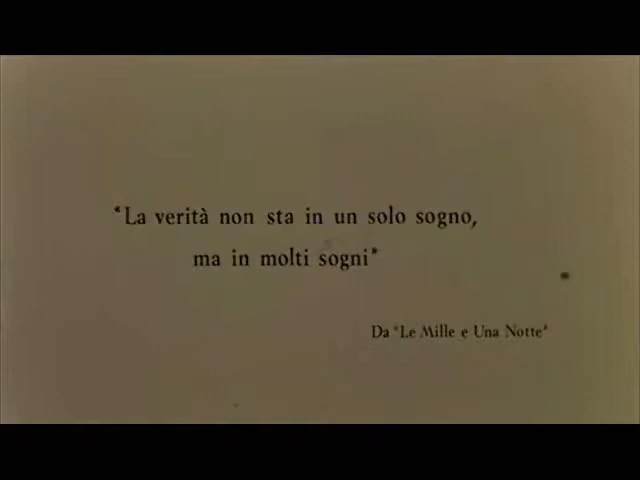 "La verità non sta in un solo sogno,
ma in molti sogni"
Da "Le Mille e Una Notte"